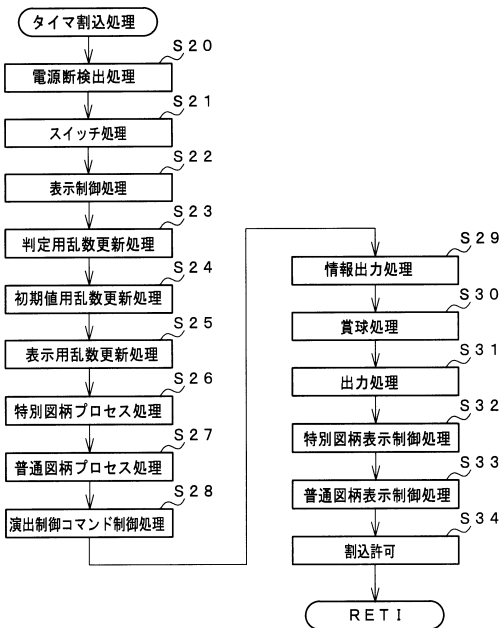 タイマ割込処理
S20
電源断検出処理
S21
スイッチ処理
S22
表示制御処理
S23
判定用乱数更新処理
S24
初期値用乱数更新処理
S25
表示用乱数更新処理
S26
特別図柄プロセス処理
S27
普通図柄プロセス処理
S28
演出制御コマンド制御処理
S29
情報出力処理
S30
賞球処理
S31
出力処理
S32
特別図柄表示制御処理
S33
普通図柄表示制御処理
S34
割込許可
RETI